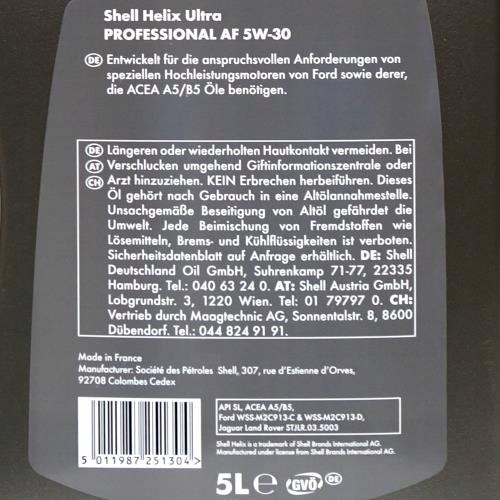 Shell Helix Ultra
PROFESSIONAL AF 5W-30
DE Entwickelt für die anspruchsvollen Anforderungen von
speziellen Hochleistungsmotoren von Ford sowie derer,
die ACEA A5/B5 Öle benötigen.
DE Längeren oder wiederholten Hautkontakt vermeiden. Bei
AT Verschlucken umgehend Giftinformationszentrale oder
CH Arzt hinzuziehen. KEIN Erbrechen herbeiführen. Dieses
Öl gehört nach Gebrauch in eine Altölannahmestelle.
Unsachgemäße Beseitigung von Altöl gefährdet die
Umwelt. Jede Beimischung von Fremdstoffen wie
Lösemitteln, Brems- und Kühlflüssigkeiten ist verboten.
Sicherheitsdatenblatt auf Anfrage erhältlich. DE: Shell
Deutschland Oil GmbH, Suhrenkamp 71-77, 22335
Hamburg. Tel.: 040 63 24 0. AT: Shell Austria GmbH,
Lobgrundstr. 3, 1220 Wien. Tel: 01 79797 0. CH:
Vertrieb durch Maagtechnic AG, Sonnentalstr. 8, 8600
Dübendorf. Tel.: 044 824 91 91.
Made in France
Manufacturer: Société des Pétroles Shell, 307, rue d'Estienne d'Orves,
92708 Colombes Cedex
API SL, ACEA A5/B5,
Ford WSS-M2C913-C & WSS-M2C913-D,
Jaguar Land Rover STJLR.03.5003
Shell Helix is a trademark of Shell Brands International AG.
Manufactured under license from Shell Brands International AG.
5 011987 251304 >
5L e GVÖ DE